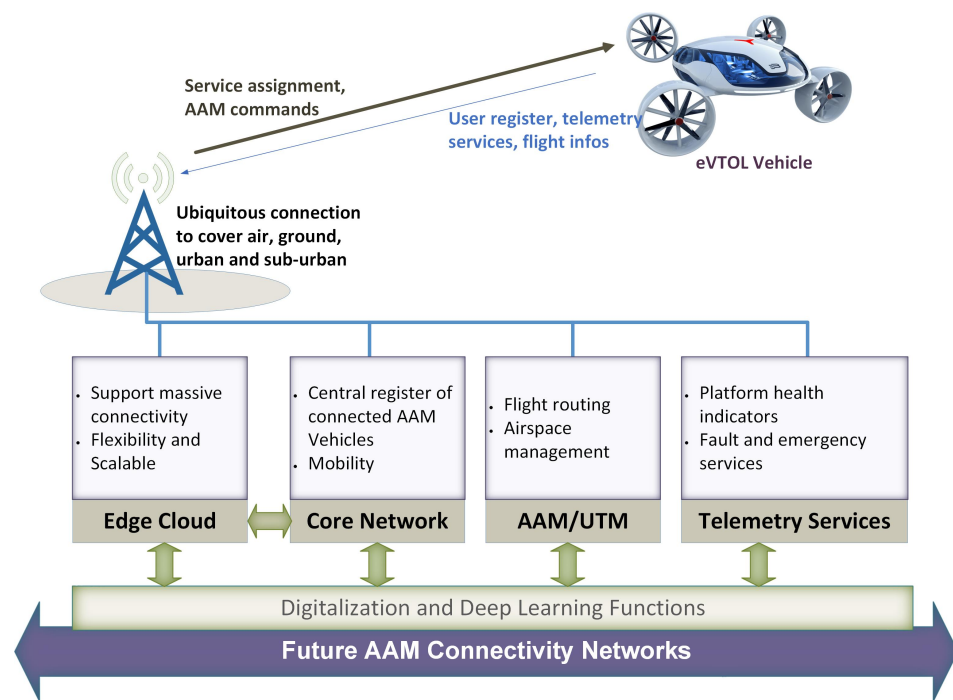 Service assignment,
AAM commands
User register, telemetry
services, flight infos
eVTOL Vehicle
Ubiquitous connection
to cover air, ground,
urban and sub-urban
• Support massive
connectivity
• Flexibility and
Scalable
• Central register of
connected AAM
Vehicles
• Mobility
• Flight routing
• Airspace
management
• Platform health
indicators
• Fault and emergency
services
Edge Cloud
Core Network
AAM/UTM
Telemetry Services
Digitalization and Deep Learning Functions
Future AAM Connectivity Networks